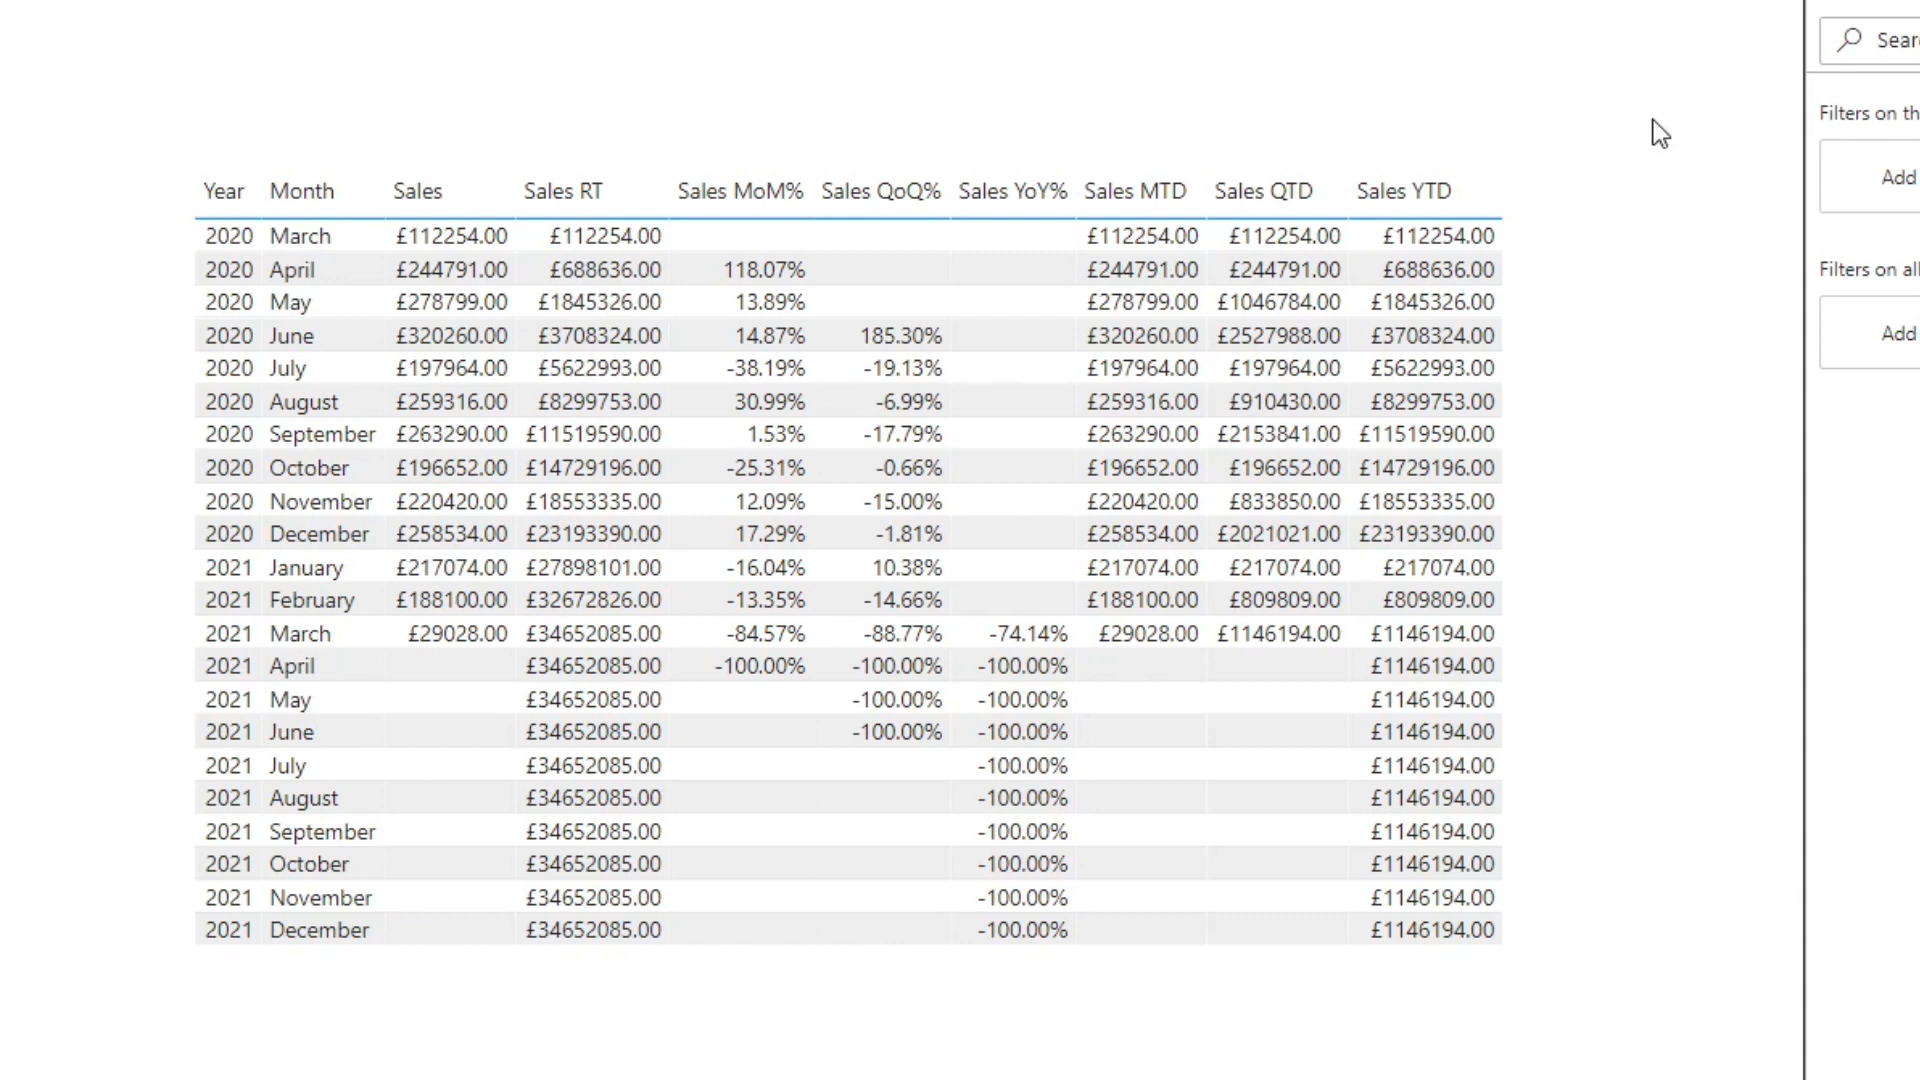 Sear
Filters on th
Add
Filters on all
Add
Year Month Sales Sales RT Sales MoM% Sales QoQ% Sales YoY% Sales MTD Sales QTD Sales YTD
2020 March £112254.00 £112254.00 £112254.00 £112254.00 £112254.00
2020 April £244791.00 £688636.00 118.07% £244791.00 £244791.00 £688636.00
2020 May £278799.00 £1845326.00 13.89% £278799.00 £1046784.00 £1845326.00
2020 June £320260.00 £3708324.00 14.87% 185.30% £320260.00 £2527988.00 £3708324.00
2020 July £197964.00 £5622993.00 -38.19% -19.13% £197964.00 £197964.00 £5622993.00
2020 August £259316.00 £8299753.00 30.99% -6.99% £259316.00 £910430.00 £8299753.00
2020 September £263290.00 £11519590.00 1.53% -17.79% £263290.00 £2153841.00 £11519590.00
2020 October £196652.00 £14729196.00 -25.31% -0.66% £196652.00 £196652.00 £14729196.00
2020 November £220420.00 £18553335.00 12.09% -15.00% £220420.00 £833850.00 £18553335.00
2020 December £258534.00 £23193390.00 17.29% -1.81% £258534.00 £2021021.00 £23193390.00
2021 January £217074.00 £27898101.00 -16.04% 10.38% £217074.00 £217074.00 £217074.00
2021 February £188100.00 £32672826.00 -13.35% -14.66% £188100.00 £809809.00 £809809.00
2021 March £29028.00 £34652085.00 -84.57% -88.77% -74.14% £29028.00 £1146194.00 £1146194.00
2021 April £34652085.00 -100.00% -100.00% -100.00% £1146194.00
2021 May £34652085.00 -100.00% -100.00% £1146194.00
2021 June £34652085.00 -100.00% -100.00% £1146194.00
2021 July £34652085.00 -100.00% £1146194.00
2021 August £34652085.00 -100.00% £1146194.00
2021 September £34652085.00 -100.00% £1146194.00
2021 October £34652085.00 -100.00% £1146194.00
2021 November £34652085.00 -100.00% £1146194.00
2021 December £34652085.00 -100.00% £1146194.00